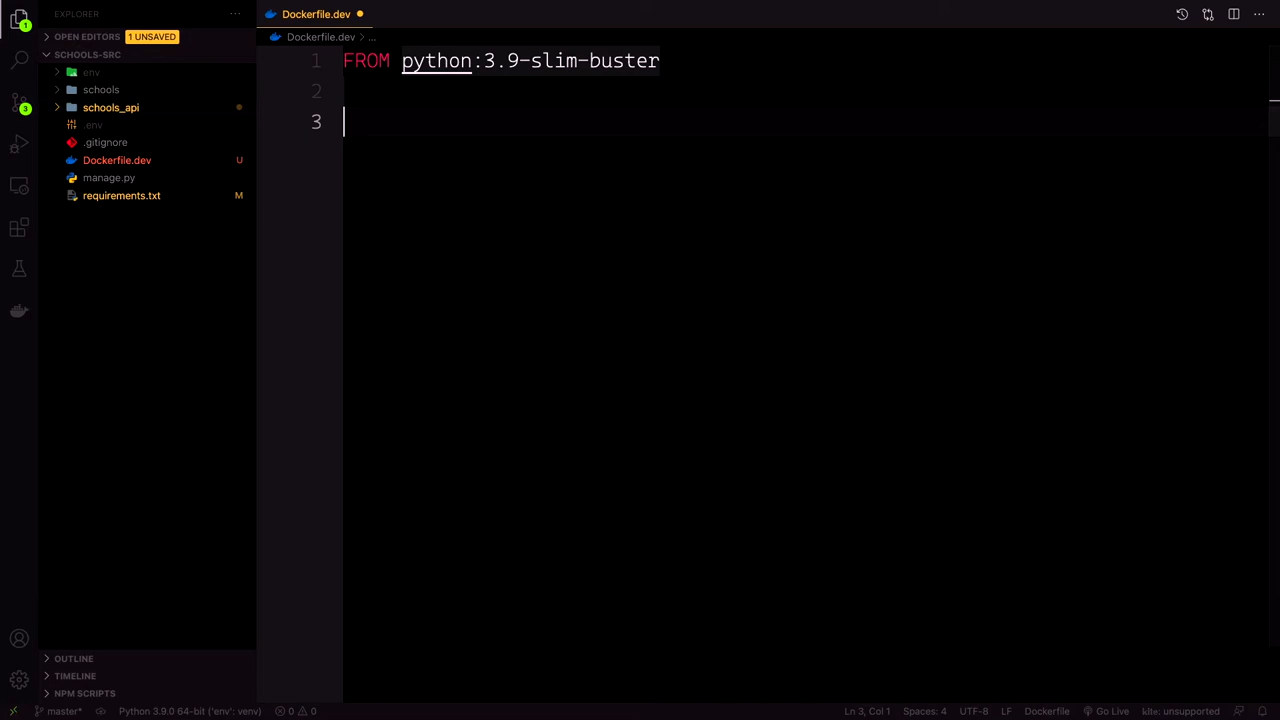 EXPLORER
Dockerfile.dev
OPEN EDITORS 1 UNSAVED
Dockerfile.dev > ...
SCHOOLS-SRC
1 FROM python:3.9-slim-buster
env
2
schools
schools_api
3
.env
.gitignore
Dockerfile.dev U
manage.py
requirements.txt M
1
3
OUTLINE
TIMELINE
NPM SCRIPTS
master* Python 3.9.0 64-bit ('env': venv) 0 0 Ln 3, Col 1 Spaces: 4 UTF-8 LF Dockerfile Go Live kite: unsupported